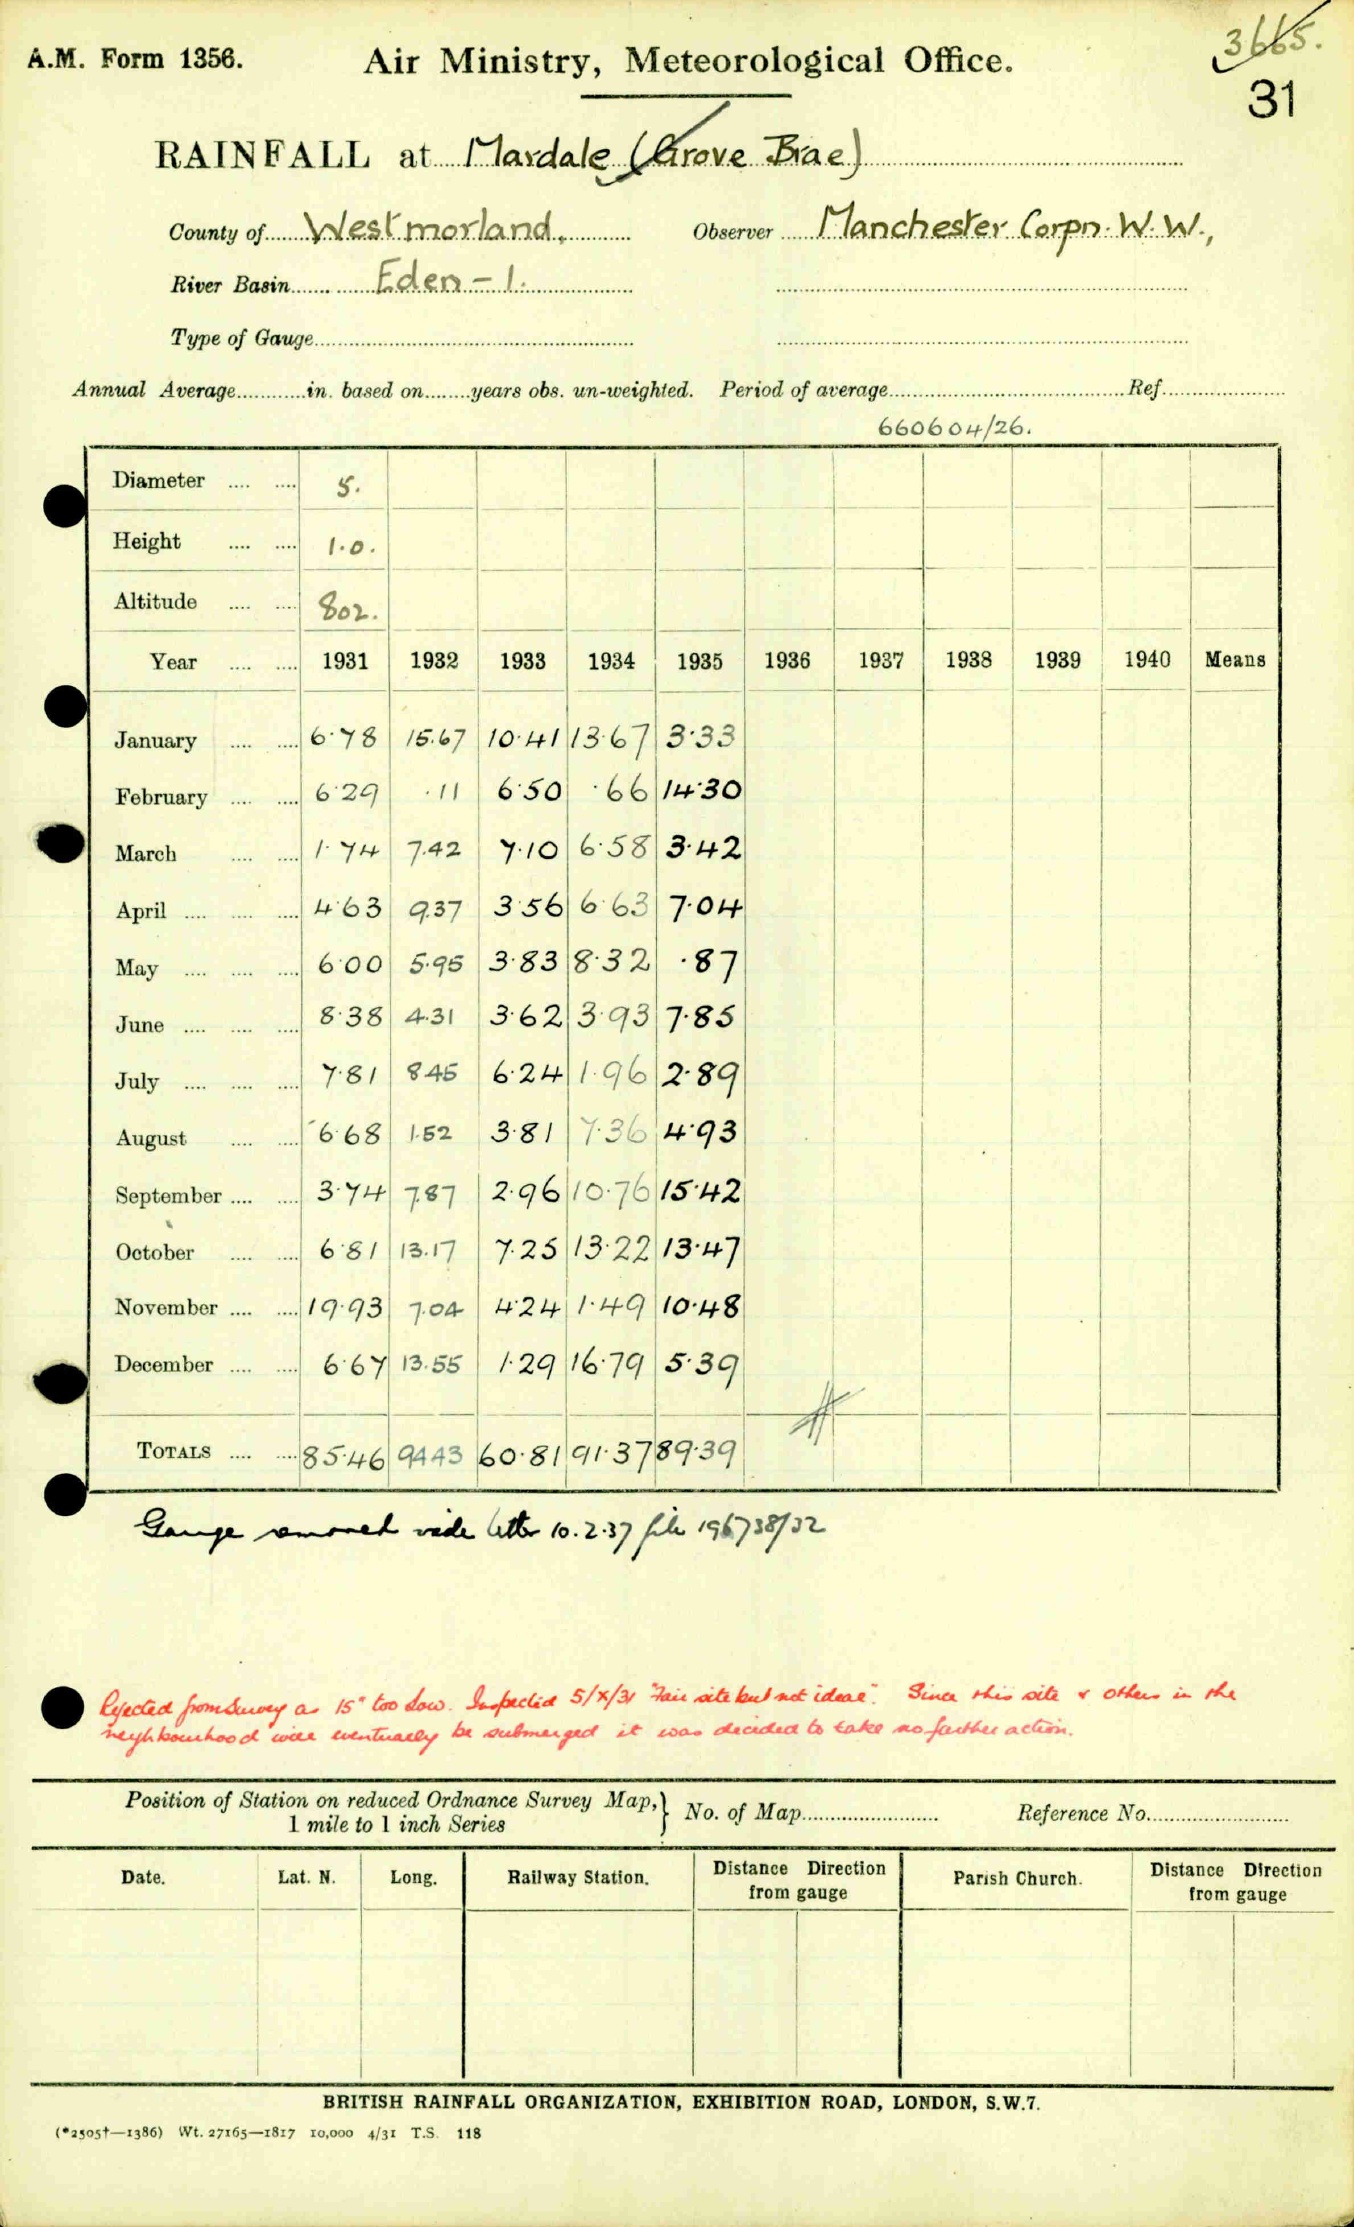 3665.
A.M. Form 1356. Air Ministry, Meteorological Office.
31
RAINFALL at Mardale (Grove Brae)
County of Westmorland. Observer Manchester Corpn. W.W.,
River Basin Eden - 1.
Type of Gauge
Annual Average in. based on years obs. un-weighted. Period of average Ref.
660604/26.
Diameter 5.
Height 1.0.
Altitude 802.
Year 1931 1932 1933 1934 1935 1936 1937 1938 1939 1940 Means
January 6.78 15.67 10.41 13.67 3.33
February 6.29 .11 6.50 .66 14.30
March 1.74 7.42 7.10 6.58 3.42
April 4.63 9.37 3.56 6.63 7.04
May 6.00 5.95 3.83 8.32 .87
June 8.38 4.31 3.62 3.93 7.85
July 7.81 8.45 6.24 1.96 2.89
August 6.68 1.52 3.81 7.36 4.93
September 3.74 7.87 2.96 10.76 15.42
October 6.81 13.17 7.25 13.22 13.47
November 19.93 7.04 4.24 1.49 10.48
December 6.67 13.55 1.29 16.79 5.39
TOTALS 85.46 94.43 60.81 91.37 89.39
Gauge removed vide letter 10.2.37 file 196738/32
Rejected from Survey as 15" too low. Inspected 5/X/31 "Fair site but not ideal". Since this site & others in the
neighbourhood will eventually be submerged it was decided to take no further action.
Position of Station on reduced Ordnance Survey Map, } No. of Map Reference No.
1 mile to 1 inch Series
Date. Lat. N. Long. Railway Station. Distance Direction Parish Church. Distance Direction
from gauge from gauge
BRITISH RAINFALL ORGANIZATION, EXHIBITION ROAD, LONDON, S.W.7.
(*2505†—1386) Wt. 27165—1817 10,000 4/31 T.S. 118